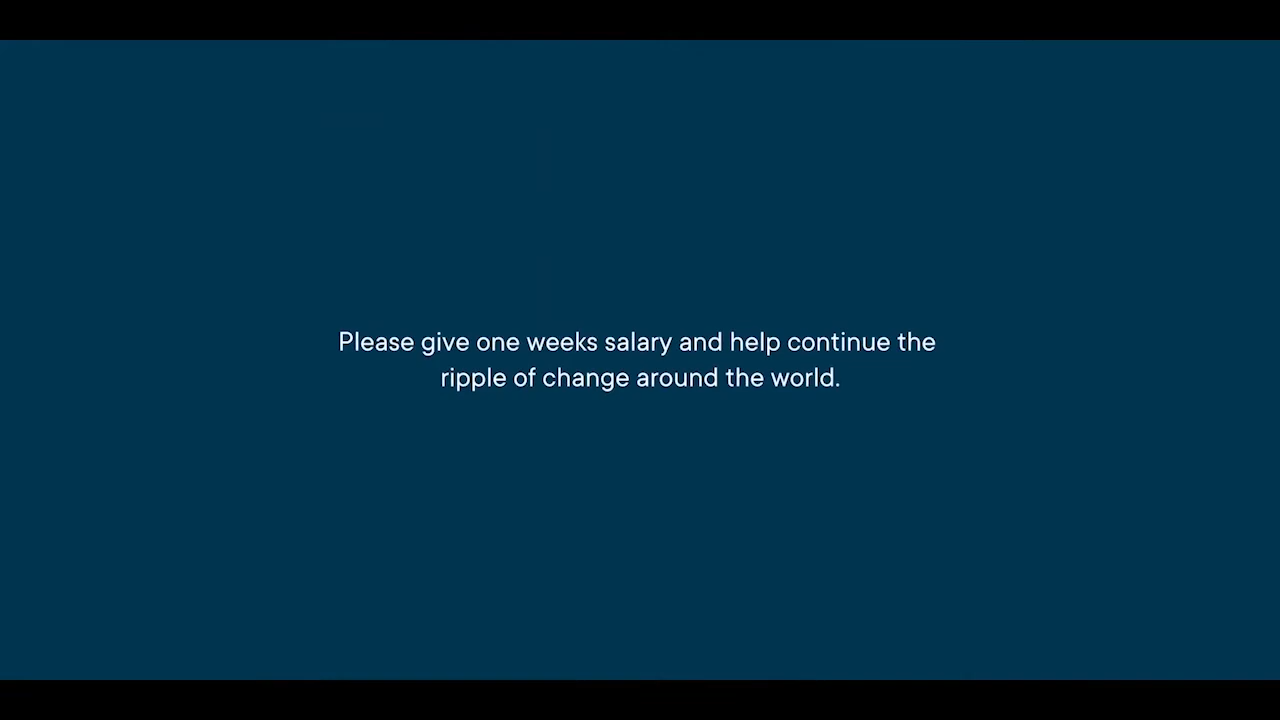 Please give one weeks salary and help continue the
ripple of change around the world.